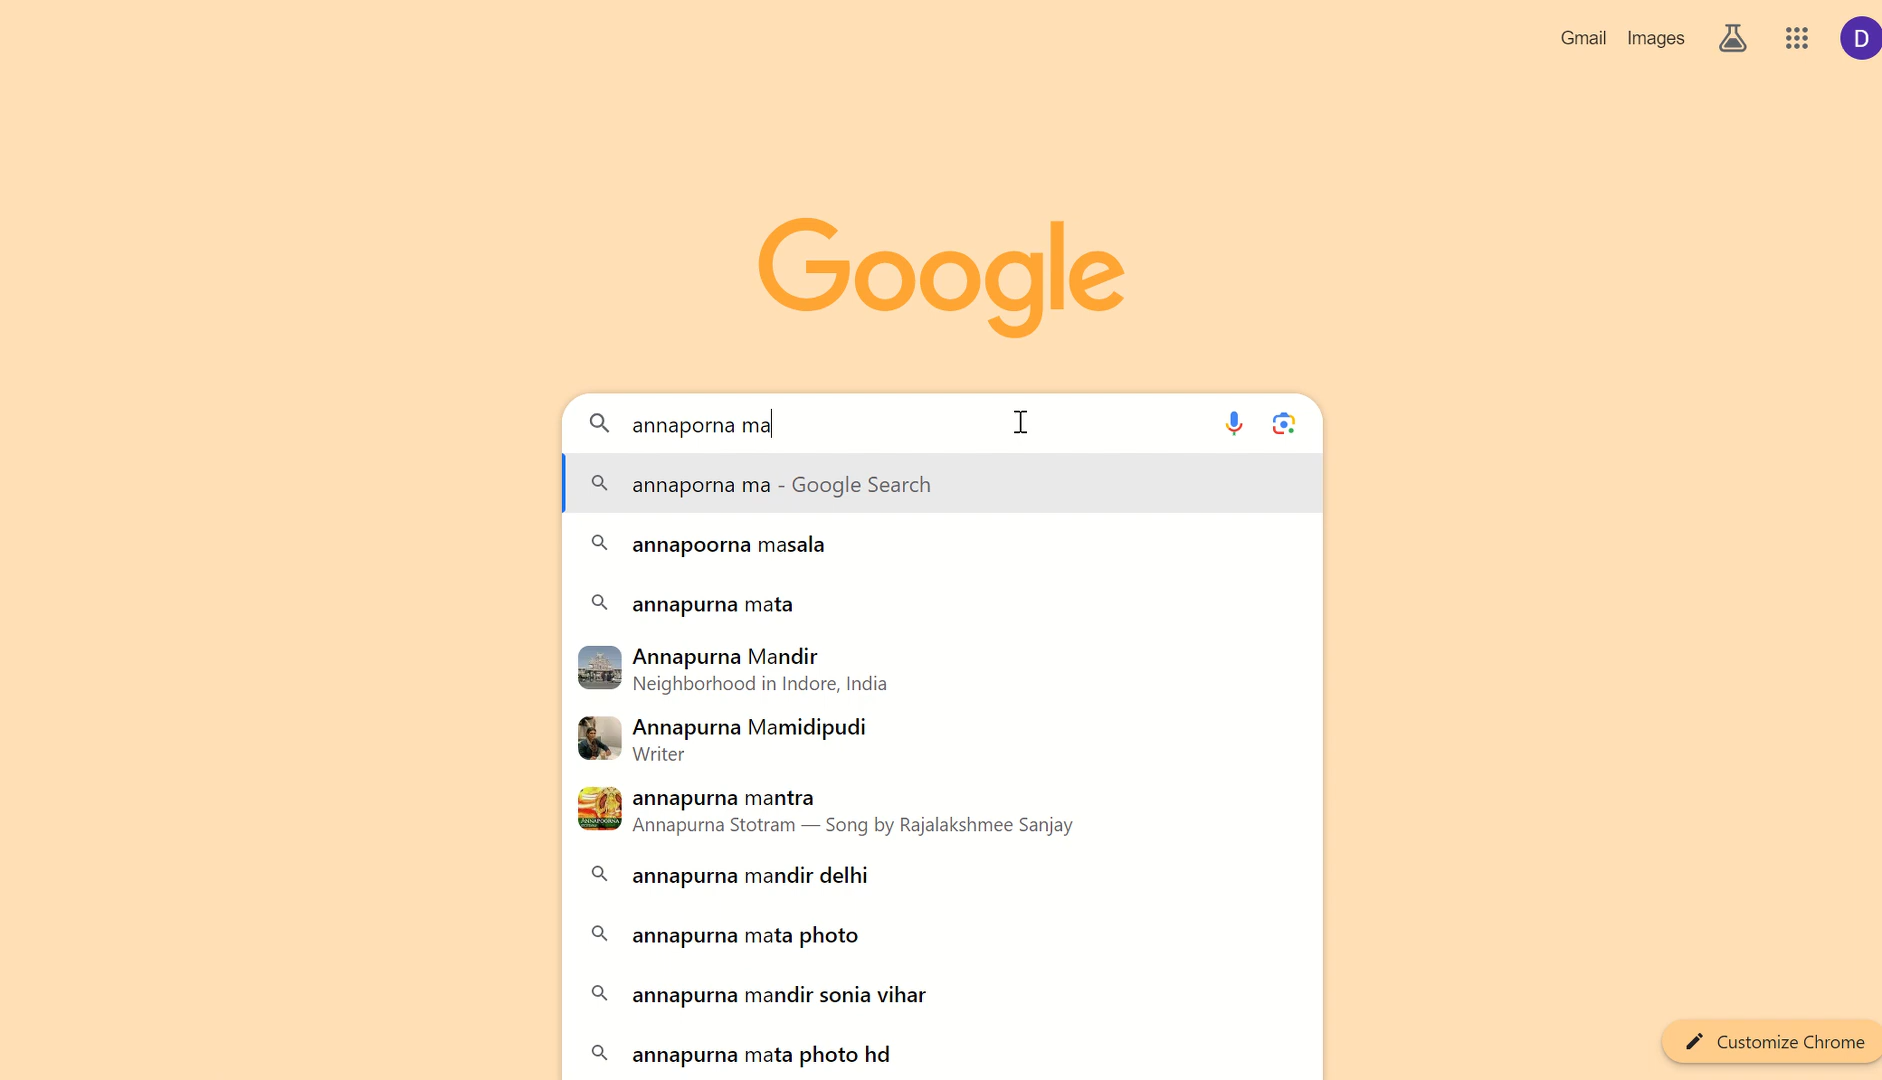 Gmail Images D
Google
annaporna ma
annaporna ma - Google Search
annapoorna masala
annapurna mata
Annapurna Mandir
Neighborhood in Indore, India
Annapurna Mamidipudi
Writer
annapurna mantra
Annapurna Stotram — Song by Rajalakshmee Sanjay
ANNAPOORNA
annapurna mandir delhi
annapurna mata photo
annapurna mandir sonia vihar
annapurna mata photo hd
Customize Chrome